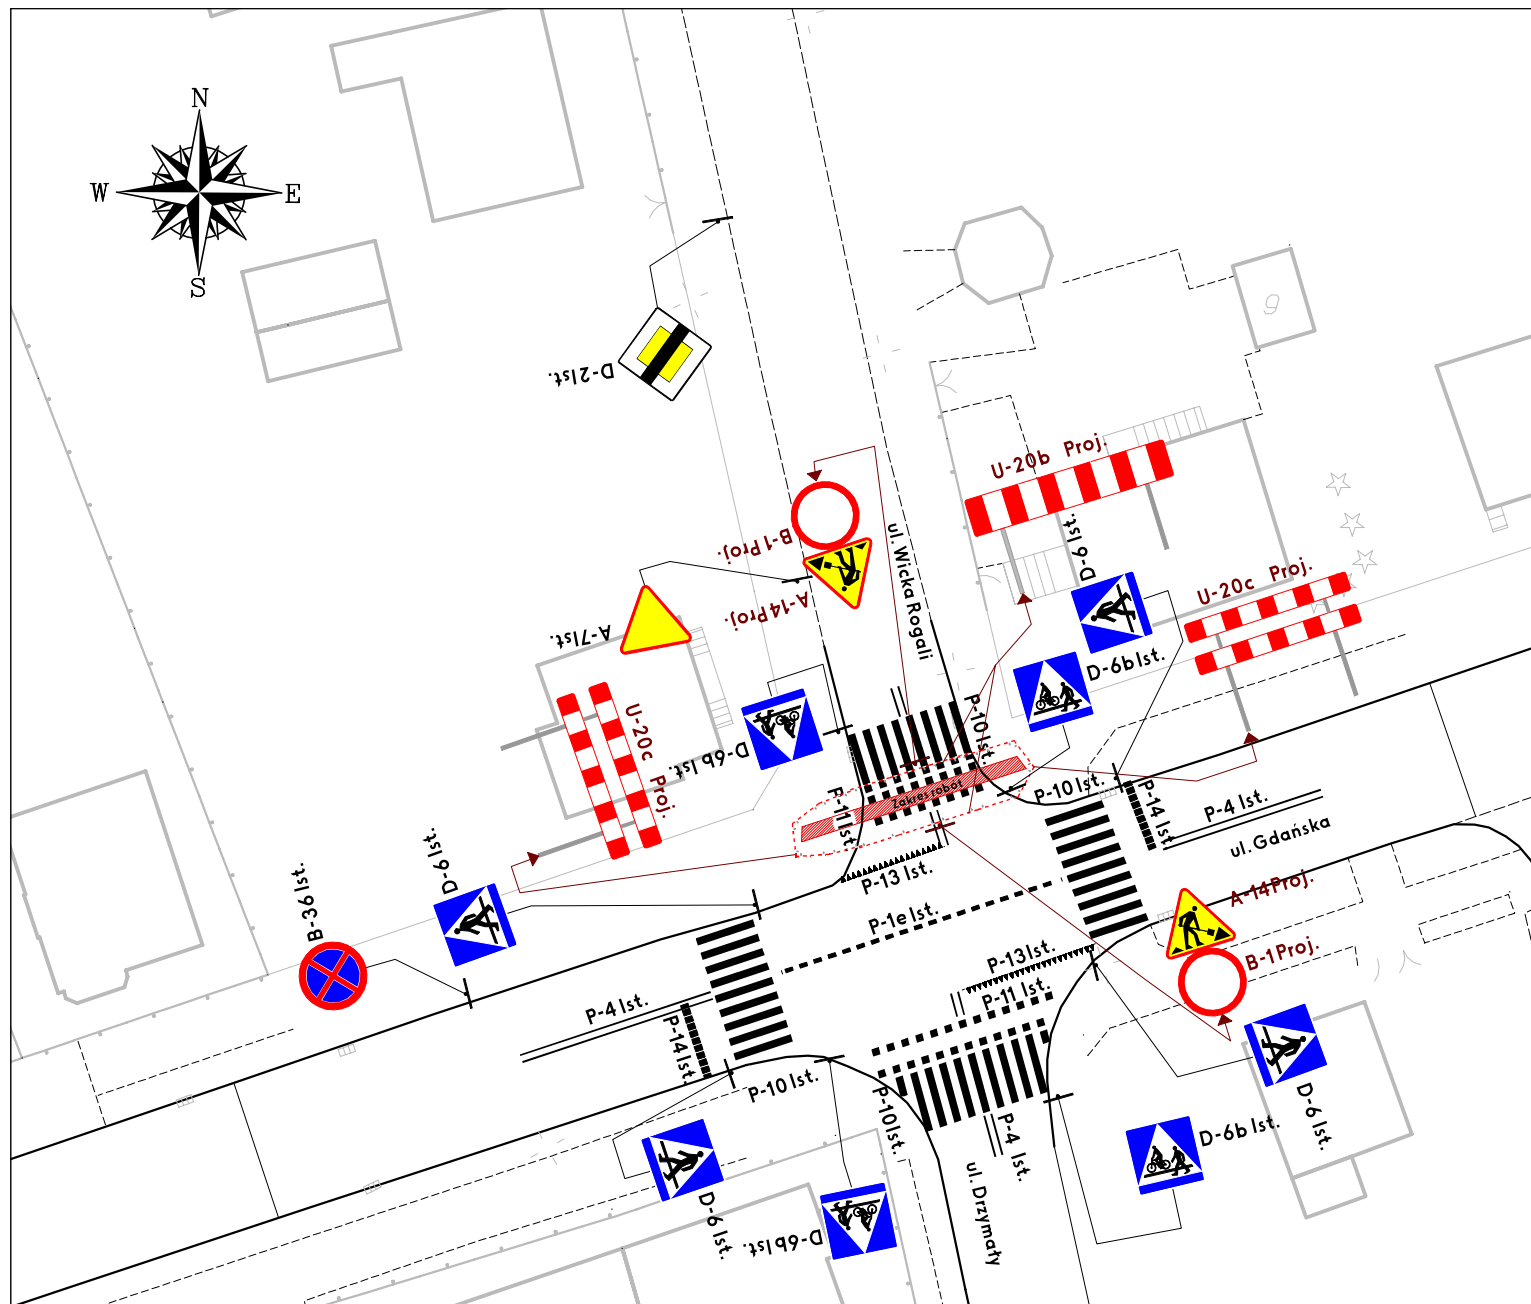 N
W
E
S
D-2 Ist.
U-20b Proj.
B-1 Proj.
ul. Wicka Rogali
D-6 Ist.
U-20c Proj.
A-14 Proj.
A-7 Ist.
D-6b Ist.
U-20c Proj.
P-10 Ist.
D-6b Ist.
Zakres robót
P-10 Ist.
P-14 Ist.
P-4 Ist.
ul. Gdańska
P-11 Ist.
D-6 Ist.
P-13 Ist.
B-36 Ist.
P-1e Ist.
A-14 Proj.
B-1 Proj.
P-13 Ist.
P-11 Ist.
P-4 Ist.
P-14 Ist.
P-10 Ist.
P-10 Ist.
P-4 Ist.
D-6b Ist.
D-6 Ist.
D-6 Ist.
D-6b Ist.
ul. Drzymały